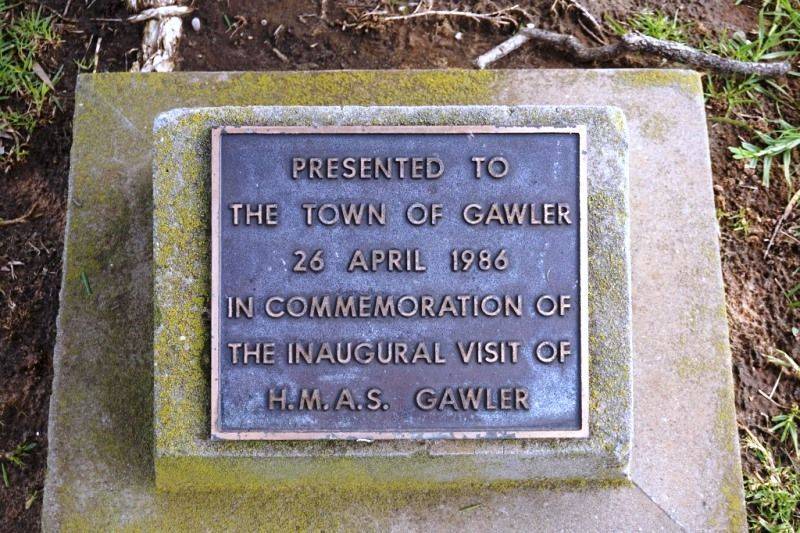 PRESENTED TO
THE TOWN OF GAWLER
26 APRIL 1986
IN COMMEMORATION OF
THE INAUGURAL VISIT OF
H.M.A.S. GAWLER